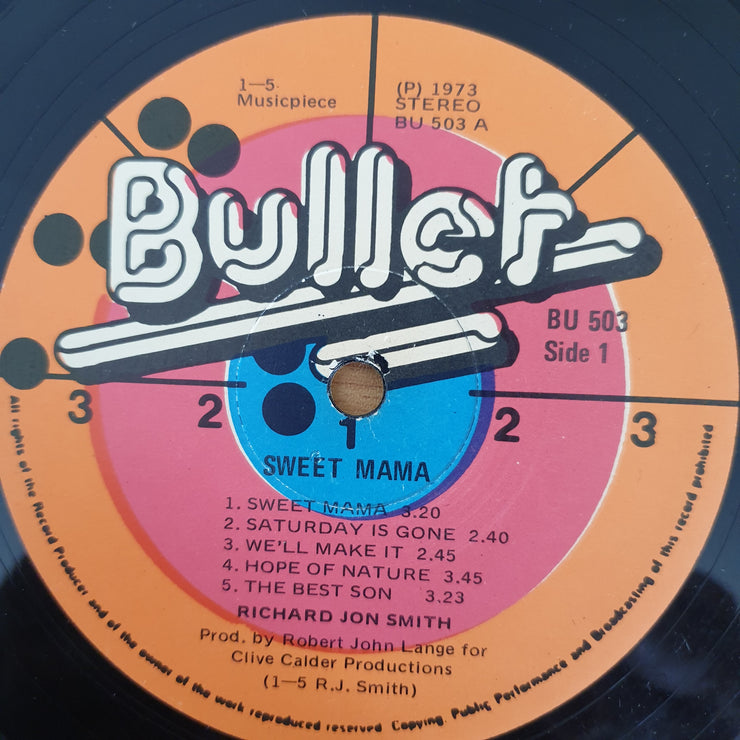 1—5
Musicpiece
(P) 1973
STEREO
BU 503 A
Bullet
BU 503
Side 1
3 2 1 2 3
SWEET MAMA
1. SWEET MAMA 3.20
2. SATURDAY IS GONE 2.40
3. WE'LL MAKE IT 2.45
4. HOPE OF NATURE 3.45
5. THE BEST SON 3.23
RICHARD JON SMITH
Prod. by Robert John Lange for
Clive Calder Productions
(1—5 R.J. Smith)
All rights of the Record Producer and of the owner of the work reproduced reserved. Copying, Public Performance and Broadcasting of this record prohibited